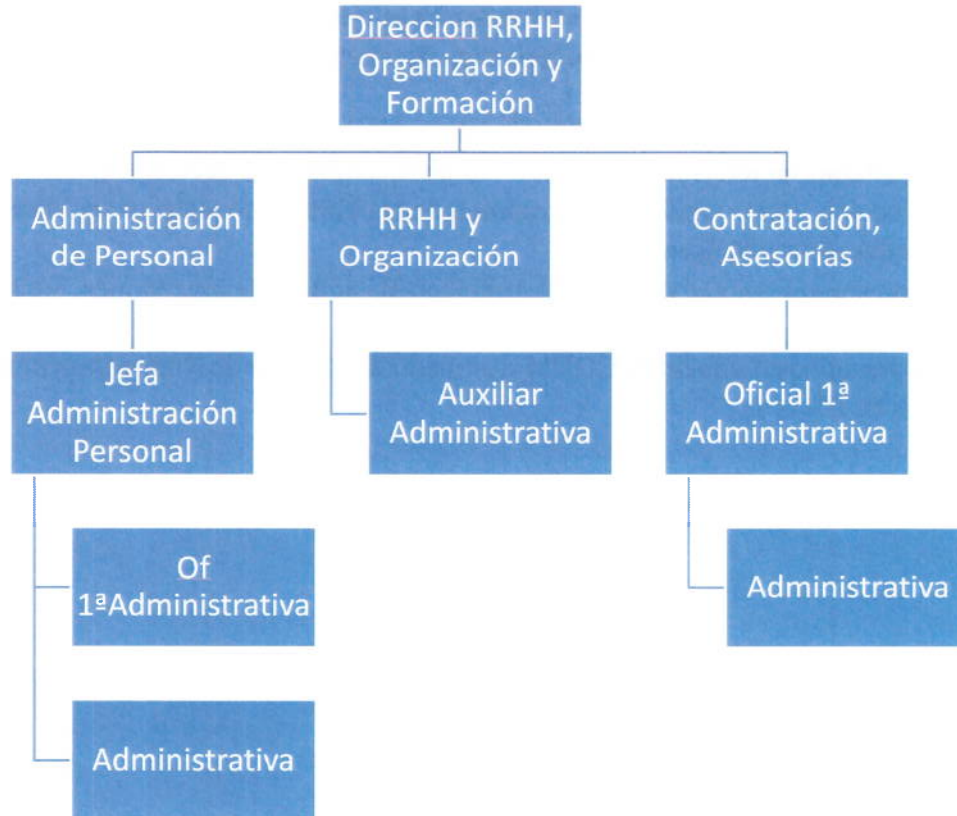 Direccion RRHH,
Organización y
Formación
Administración
de Personal
RRHH y
Organización
Contratación,
Asesorías
Jefa
Administración
Personal
Auxiliar
Administrativa
Oficial 1ª
Administrativa
Of
1ªAdministrativa
Administrativa
Administrativa